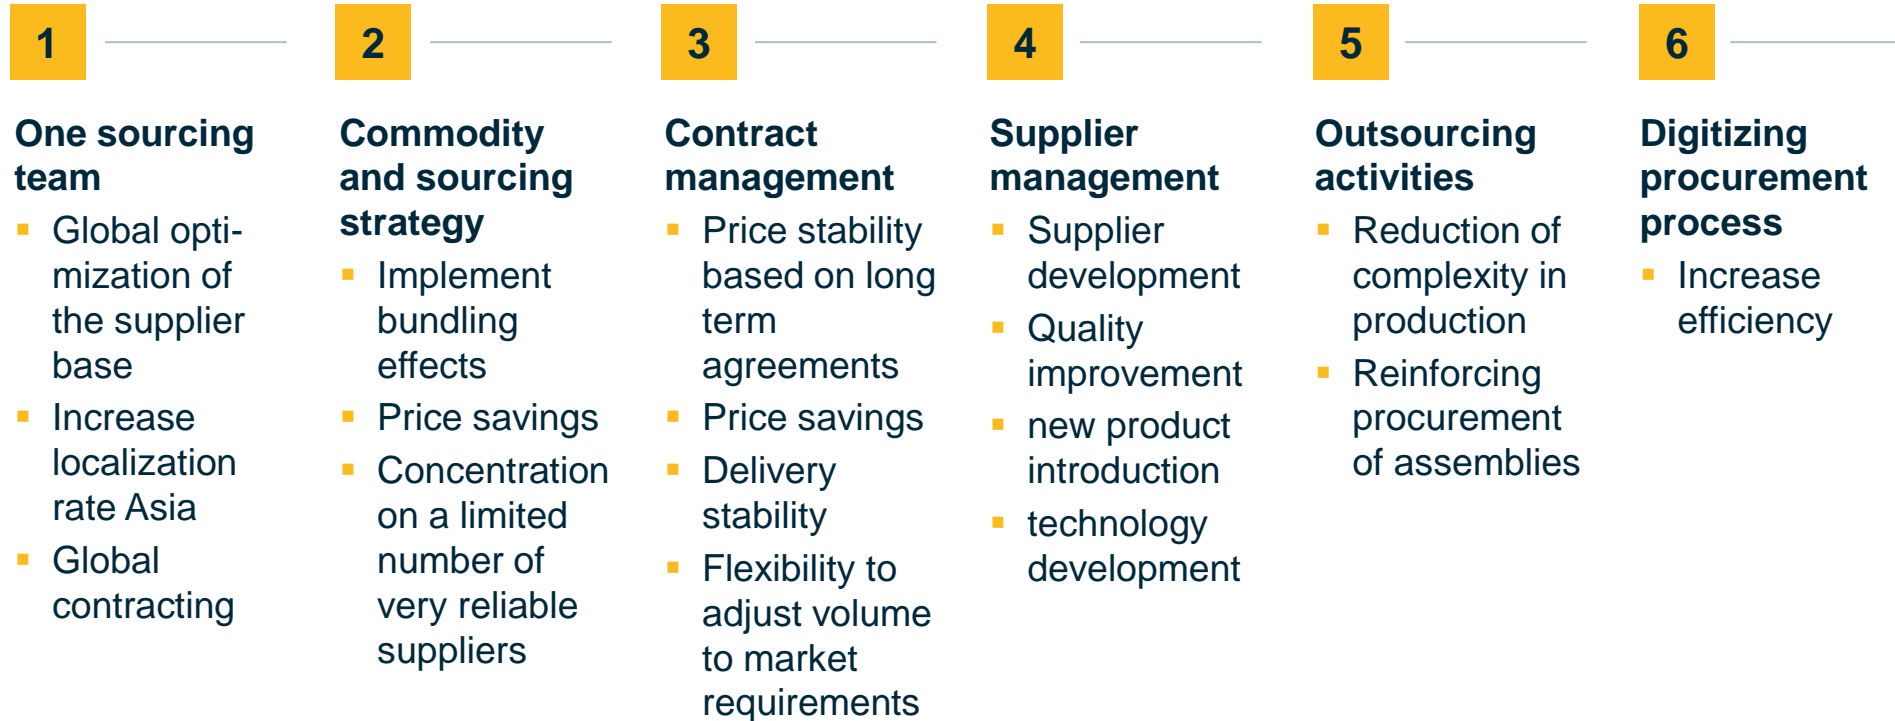 1
One sourcing
team
Global opti-
mization of
the supplier
base
Increase
localization
rate Asia
Global
contracting
2
Commodity
and sourcing
strategy
Implement
bundling
effects
Price savings
Concentration
on a limited
number of
very reliable
suppliers
3
Contract
management
Price stability
based on long
term
agreements
Price savings
Delivery
stability
Flexibility to
adjust volume
to market
requirements
4
Supplier
management
Supplier
development
Quality
improvement
new product
introduction
technology
development
5
Outsourcing
activities
Reduction of
complexity in
production
Reinforcing
procurement
of assemblies
6
Digitizing
procurement
process
Increase
efficiency